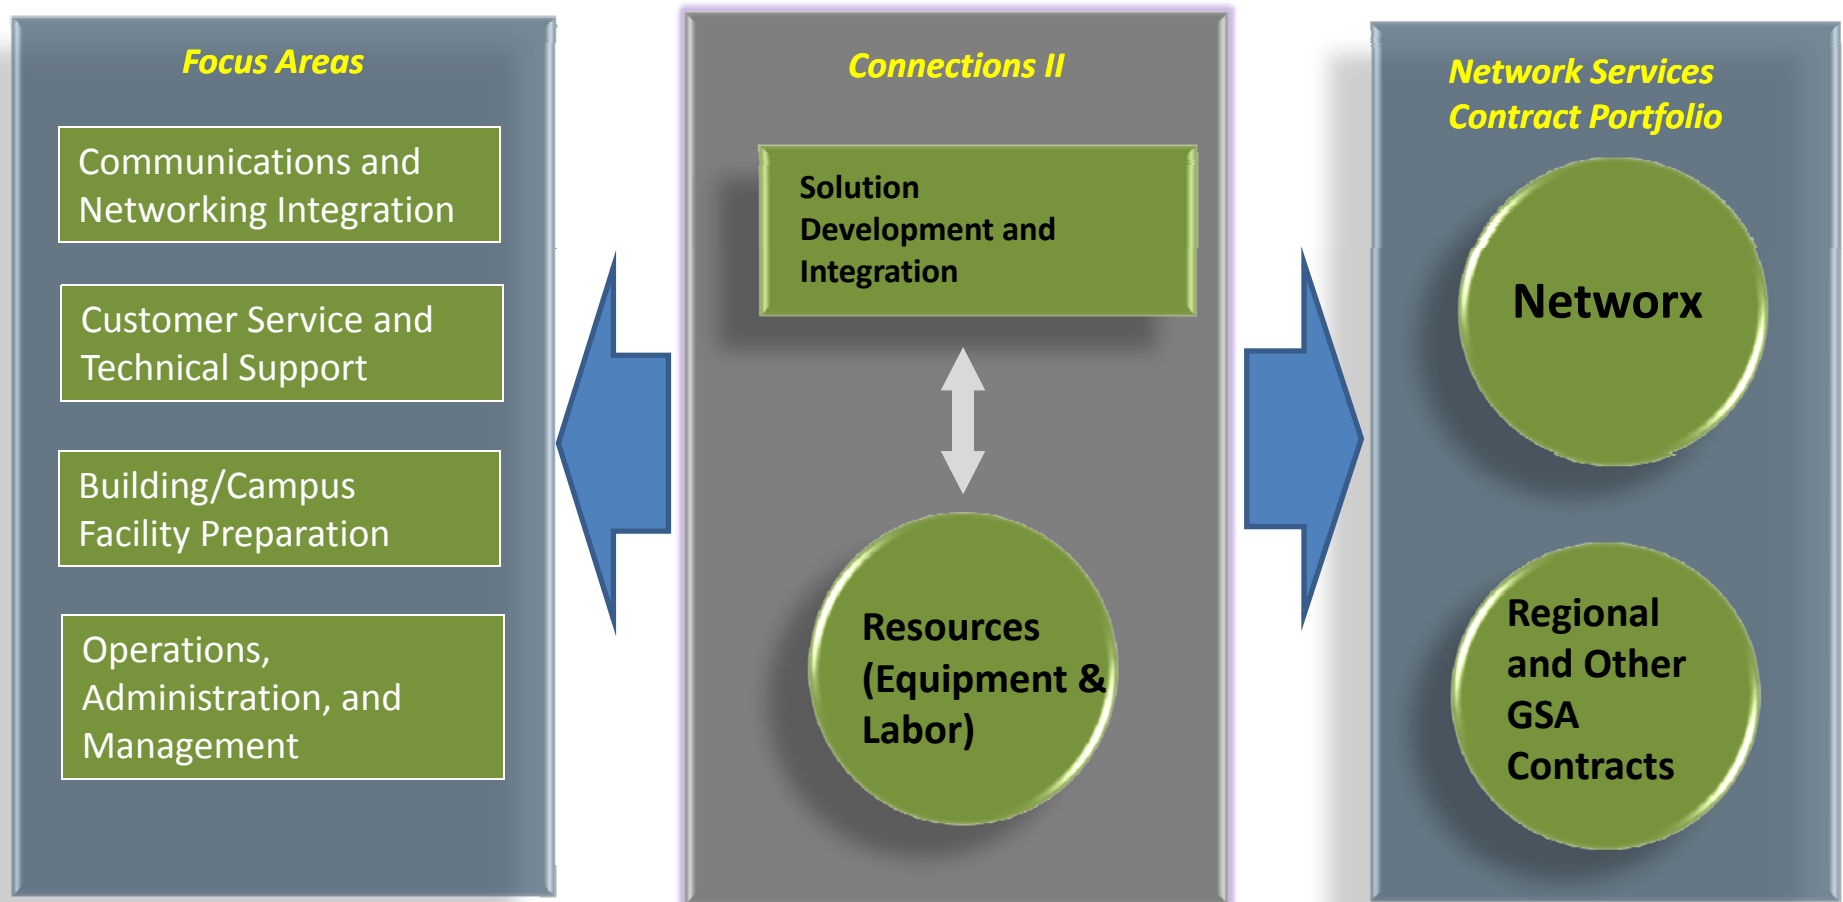 Focus Areas
Communications and
Networking Integration
Customer Service and
Technical Support
Building/Campus
Facility Preparation
Operations,
Administration, and
Management
Connections II
Solution
Development and
Integration
Resources
(Equipment &
Labor)
Network Services
Contract Portfolio
Networx
Regional
and Other
GSA
Contracts